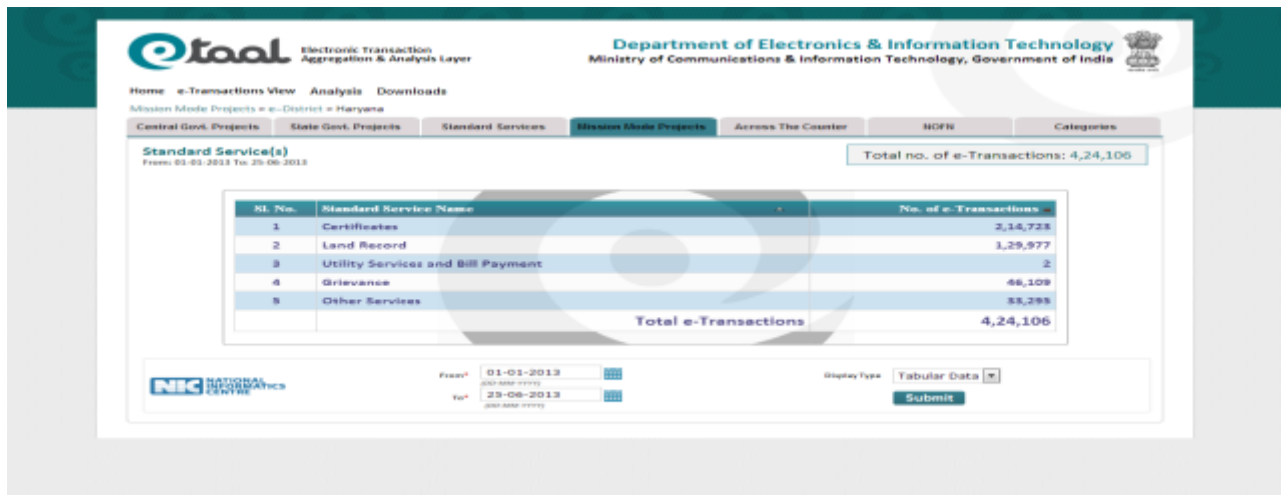 etaal Electronic Transaction
Aggregation & Analysis Layer
Department of Electronics & Information Technology
Ministry of Communications & Information Technology, Government of India
Home e-Transactions View Analysis Downloads
Mission Mode Projects » e-District » Haryana
Central Govt. Projects State Govt. Projects Standard Services Mission Mode Projects Across The Counter NOFN Categories
Standard Service(s)
From: 01-01-2013 To: 25-06-2013
Total no. of e-Transactions: 4,24,106
Sl. No. Standard Service Name No. of e-Transactions
1 Certificates 2,14,723
2 Land Record 1,29,977
3 Utility Services and Bill Payment 2
4 Grievance 46,109
5 Other Services 33,295
Total e-Transactions 4,24,106
NIC NATIONAL
INFORMATICS
CENTRE
From* 01-01-2013
(DD-MM-YYYY)
To* 25-06-2013
(DD-MM-YYYY)
Display Type Tabular Data
Submit